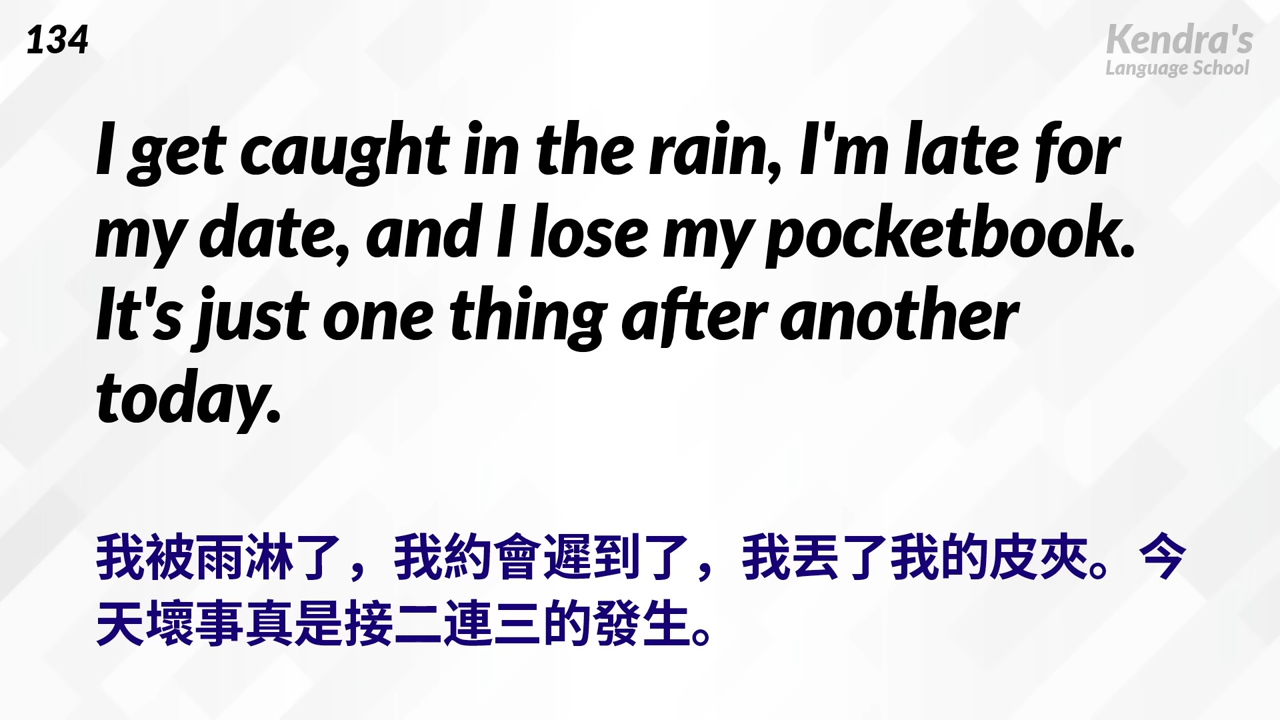 134
Kendra's
Language School
I get caught in the rain, I'm late for
my date, and I lose my pocketbook.
It's just one thing after another
today.
我被雨淋了，我約會遲到了，我丟了我的皮夾。今
天壞事真是接二連三的發生。